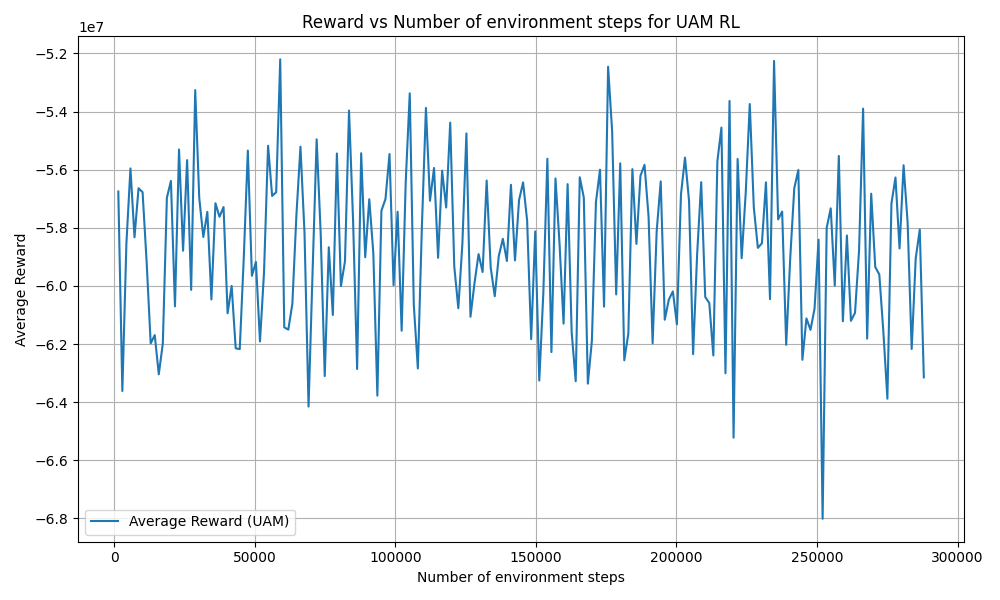 Reward vs Number of environment steps for UAM RL
1e7
−5.2
−5.4
−5.6
−5.8
−6.0
−6.2
−6.4
−6.6
−6.8
Average Reward
Average Reward (UAM)
0 50000 100000 150000 200000 250000 300000
Number of environment steps